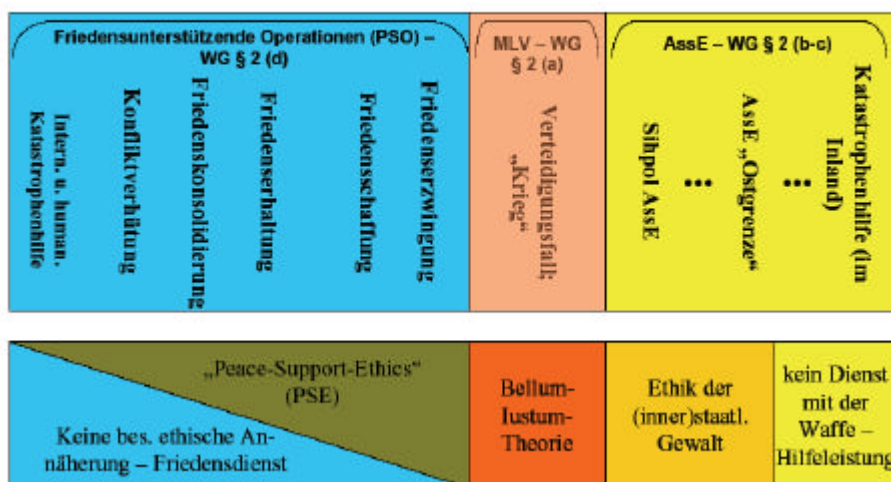 Friedensunterstützende Operationen (PSO) –
WG § 2 (d)
MLV – WG
§ 2 (a)
AssE – WG § 2 (b-c)
Intern. u. human.
Katastrophenhilfe
Konfliktverhütung
Friedenskonsolidierung
Friedenserhaltung
Friedensschaffung
Friedenserzwingung
Verteidigungsfall;
„Krieg“
Sihpol AssE
...
AssE „Ostgrenze“
...
Katastrophenhilfe (im
Inland)
„Peace-Support-Ethics“
(PSE)
Keine bes. ethische An-
näherung – Friedensdienst
Bellum-
Iustum-
Theorie
Ethik der
(inner)staatl.
Gewalt
kein Dienst
mit der
Waffe –
Hilfeleistung